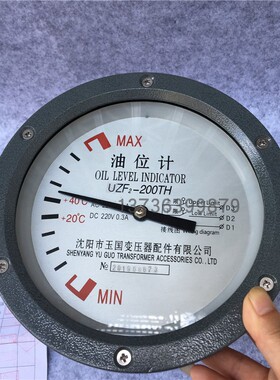 MAX
油位计
OIL LEVEL INDICATOR
UZF₂-200TH
+40℃
+20℃
DC 220V 0.3A
D2
D1
沈阳市玉国变压器配件有限公司
SHENYANG YU GUO TRANSFORMER ACCESSORIES CO.. LTD
№
MIN